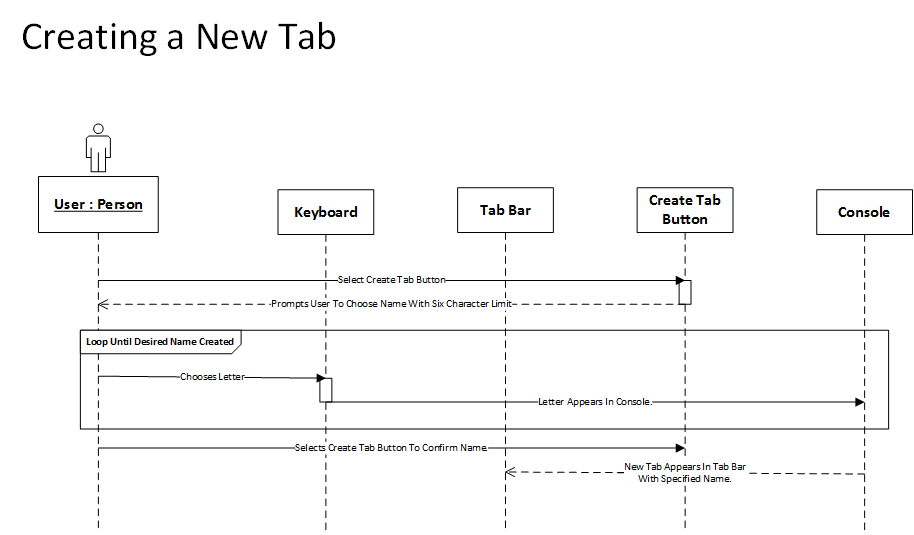 Creating a New Tab
User : Person
Keyboard
Tab Bar
Create Tab
Button
Console
Select Create Tab Button
Prompts User To Choose Name With Six Character Limit
Loop Until Desired Name Created
Chooses Letter
Letter Appears In Console.
Selects Create Tab Button To Confirm Name.
New Tab Appears In Tab Bar
With Specified Name.